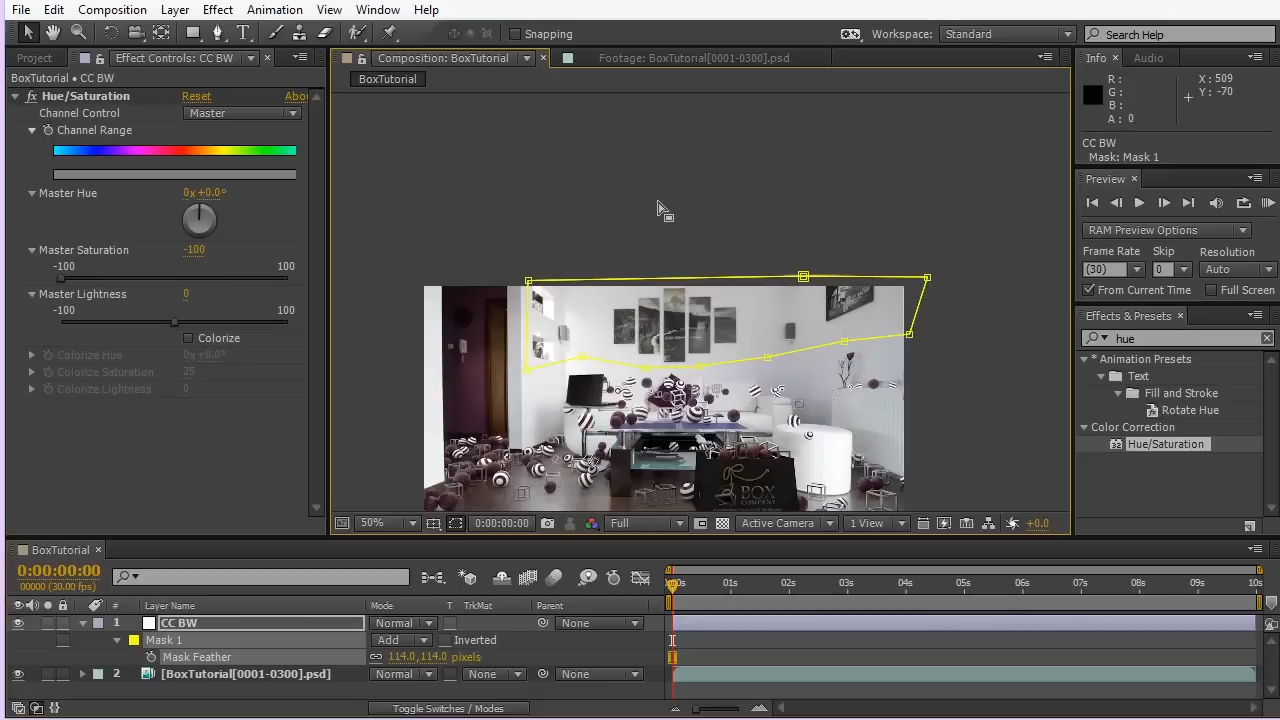 File Edit Composition Layer Effect Animation View Window Help
Snapping
Workspace: Standard
Search Help
Project
Effect Controls: CC BW
Composition: BoxTutorial
Footage: BoxTutorial[0001-0300].psd
Info
Audio
BoxTutorial • CC BW
BoxTutorial
R :
G :
B :
A : 0
X : 509
Y : -70
Hue/Saturation
Reset
Abou
Channel Control
Master
Channel Range
Master Hue
0x+0.0°
Master Saturation
-100
-100
100
Master Lightness
0
-100
100
Colorize
Colorize Hue
0x+0.0°
Colorize Saturation
25
Colorize Lightness
0
CC BW
Mask: Mask 1
Preview
RAM Preview Options
Frame Rate Skip Resolution
(30) 0 Auto
From Current Time Full Screen
Effects & Presets
hue
* Animation Presets
Text
Fill and Stroke
Rotate Hue
Color Correction
Hue/Saturation
32
BOX
COMPANY
50%
0:00:00:00
Full
Active Camera
1 View
+0.0
BoxTutorial
0:00:00:00
00000 (30.00 fps)
00s 01s 02s 03s 04s 05s 06s 07s 08s 09s 10s
# Layer Name Mode T TrkMat Parent
1 CC BW Normal None
Mask 1 Add Inverted
Mask Feather 114.0,114.0 pixels
2 [BoxTutorial[0001-0300].psd] Normal None None
Toggle Switches / Modes